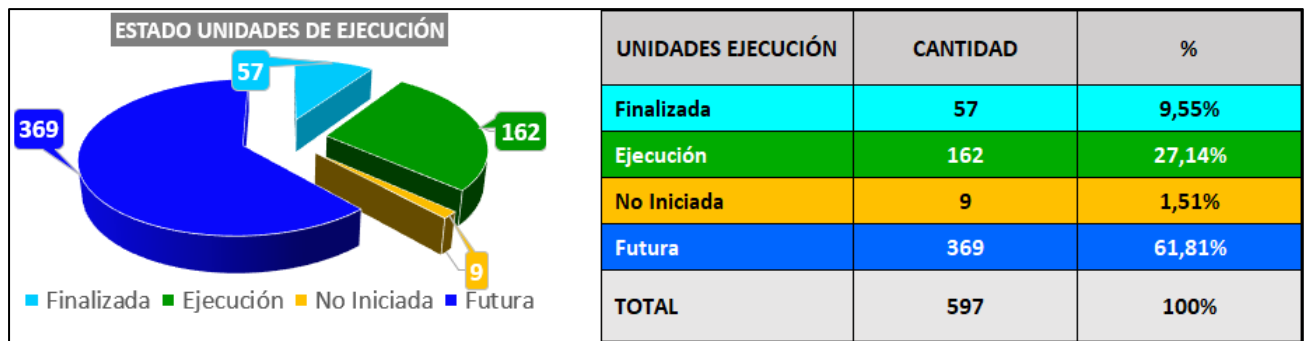 ESTADO UNIDADES DE EJECUCIÓN
57
369
162
9
Finalizada Ejecución No Iniciada Futura
UNIDADES EJECUCIÓN CANTIDAD %
Finalizada 57 9,55%
Ejecución 162 27,14%
No Iniciada 9 1,51%
Futura 369 61,81%
TOTAL 597 100%